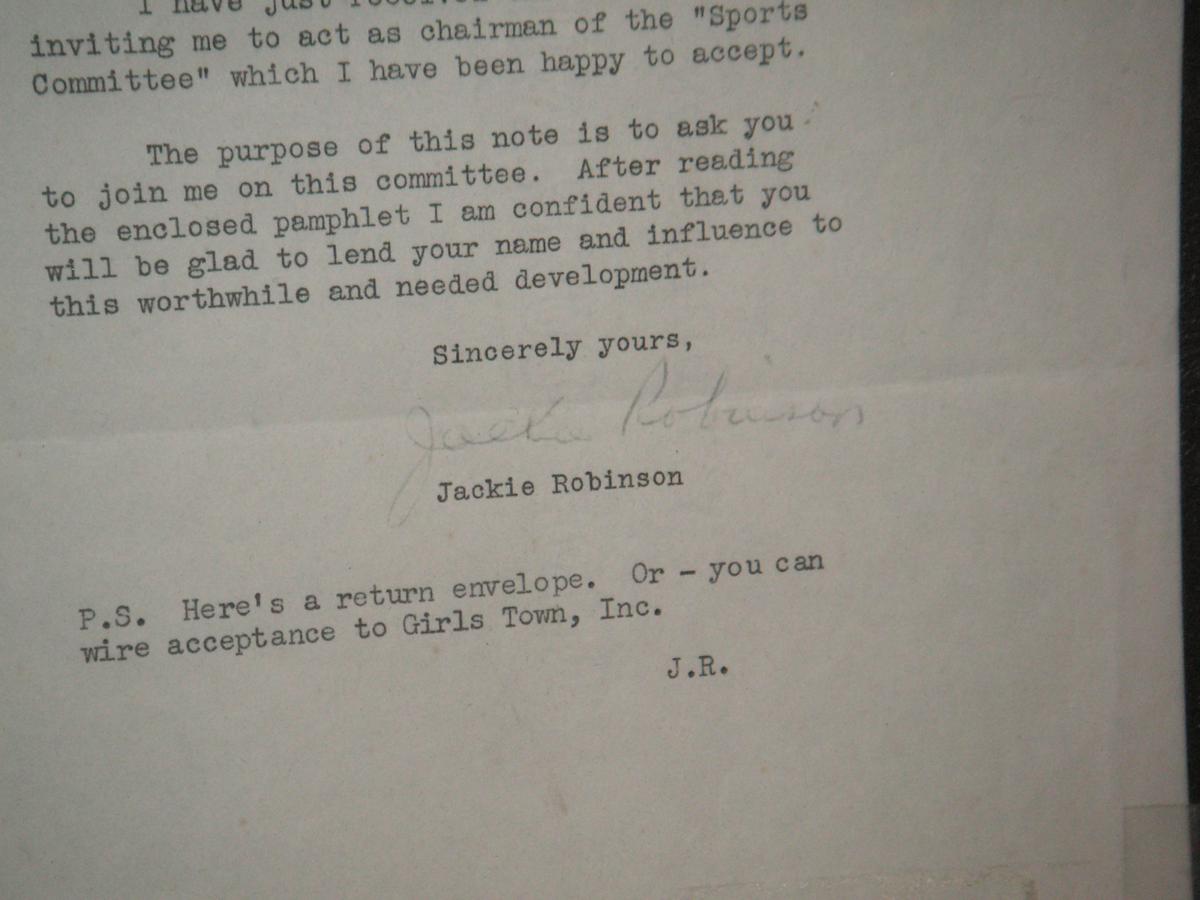 I have just received
inviting me to act as chairman of the "Sports
Committee" which I have been happy to accept.
The purpose of this note is to ask you
to join me on this committee. After reading
the enclosed pamphlet I am confident that you
will be glad to lend your name and influence to
this worthwhile and needed development.
Sincerely yours,
Jackie Robinson
Jackie Robinson
P.S. Here's a return envelope. Or - you can
wire acceptance to Girls Town, Inc.
J.R.